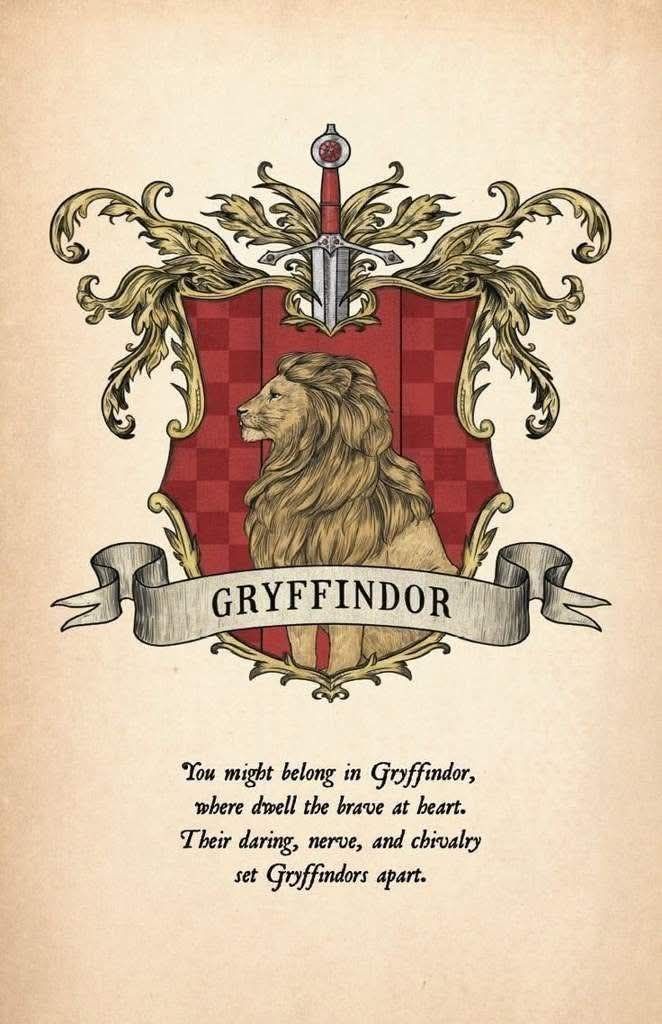 GRYFFINDOR
You might belong in Gryffindor,
where dwell the brave at heart.
Their daring, nerve, and chivalry
set Gryffindors apart.